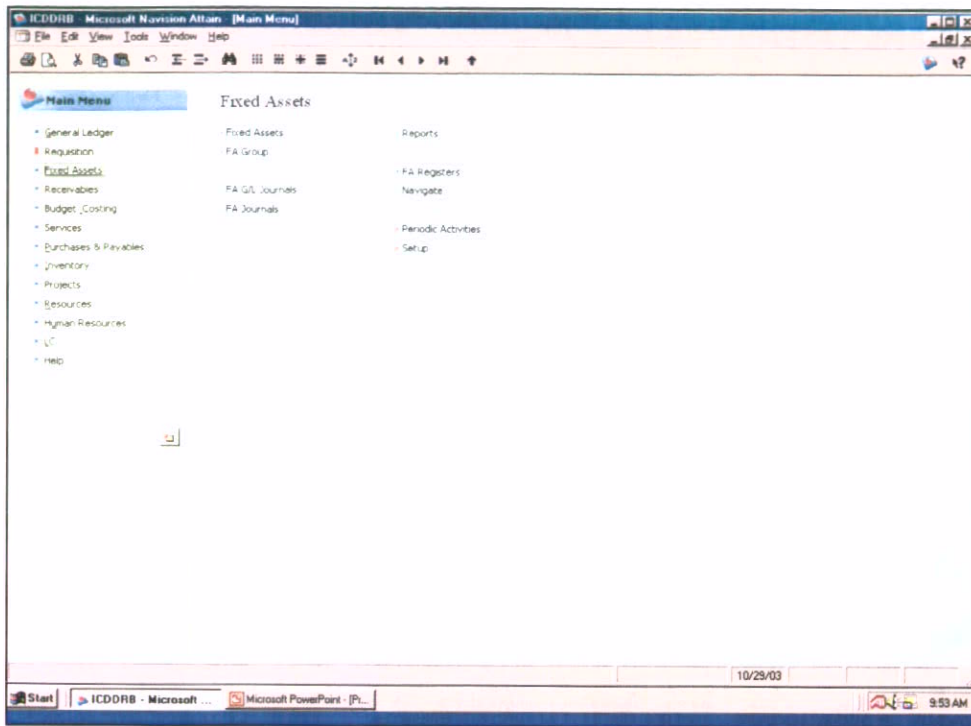 ICDDRB - Microsoft Navision Attain - [Main Menu]
File Edit View Tools Window Help
Main Menu
General Ledger
Requisition
Fixed Assets
Receivables
Budget, Costing
Services
Purchases & Payables
Inventory
Projects
Resources
Human Resources
LC
Help
Fixed Assets
Fixed Assets
FA Group
FA G/L Journals
FA Journals
Reports
FA Registers
Navigate
Periodic Activities
Setup
10/29/03
Start ICDDRB - Microsoft ... Microsoft PowerPoint - [Pr... 9:53 AM